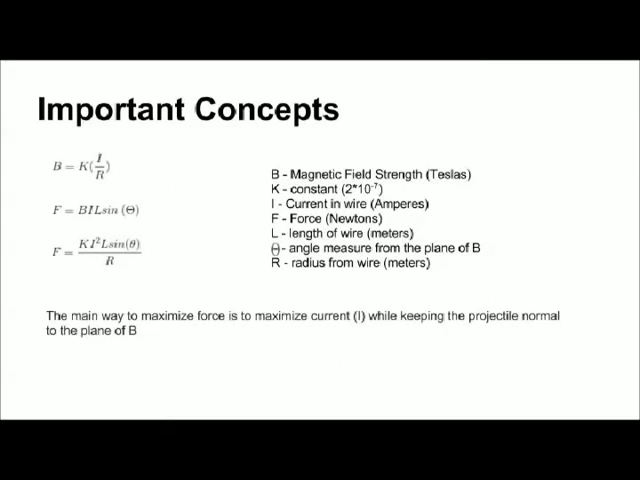 Important Concepts
B = K(I/R)
F = BILsin (Θ)
F = KI²Lsin(θ)/R
B - Magnetic Field Strength (Teslas)
K - constant (2*10⁻⁷)
I - Current in wire (Amperes)
F - Force (Newtons)
L - length of wire (meters)
Θ- angle measure from the plane of B
R - radius from wire (meters)
The main way to maximize force is to maximize current (I) while keeping the projectile normal
to the plane of B